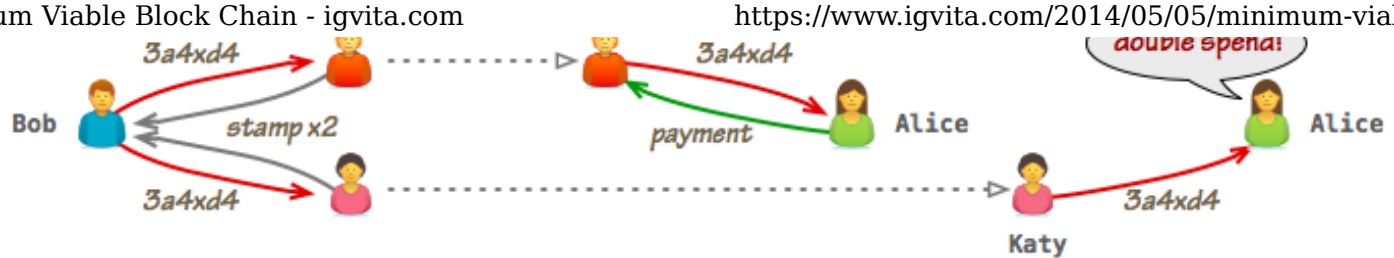 um Viable Block Chain - igvita.com https://www.igvita.com/2014/05/05/minimum-via
3a4xd4 3a4xd4 double spend!
Bob stamp x2 payment Alice Alice
3a4xd4 3a4xd4
Katy